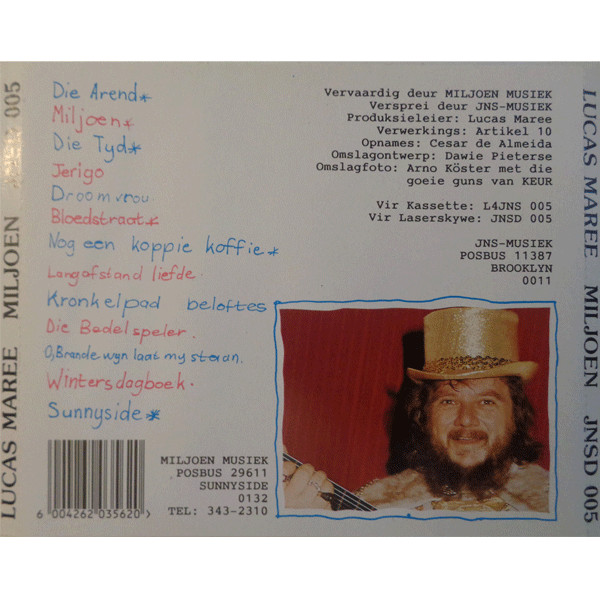 LUCAS MAREE MILJOEN JNSD 005
Die Arend*
Miljoen*
Die Tyd*
Jerigo
Droomvrou
Bloedstraat*
Nog een koppie koffie*
Langafstand liefde.
Kronkelpad beloftes
Die Bedelspeler.
O, Brandewyn laat my staan.
Wintersdagboek.
Sunnyside*
Vervaardig deur MILJOEN MUSIEK
Versprei deur JNS-MUSIEK
Produksieleier: Lucas Maree
Verwerkings: Artikel 10
Opnames: Cesar de Almeida
Omslagontwerp: Dawie Pieterse
Omslagfoto: Arno Köster met die
goeie guns van KEUR
Vir Kassette: L4JNS 005
Vir Laserskywe: JNSD 005
JNS-MUSIEK
POSBUS 11387
BROOKLYN
0011
6 004262 035620 >
MILJOEN MUSIEK
POSBUS 29611
SUNNYSIDE
0132
TEL: 343-2310
LUCAS MAREE MILJOEN JNSD 005